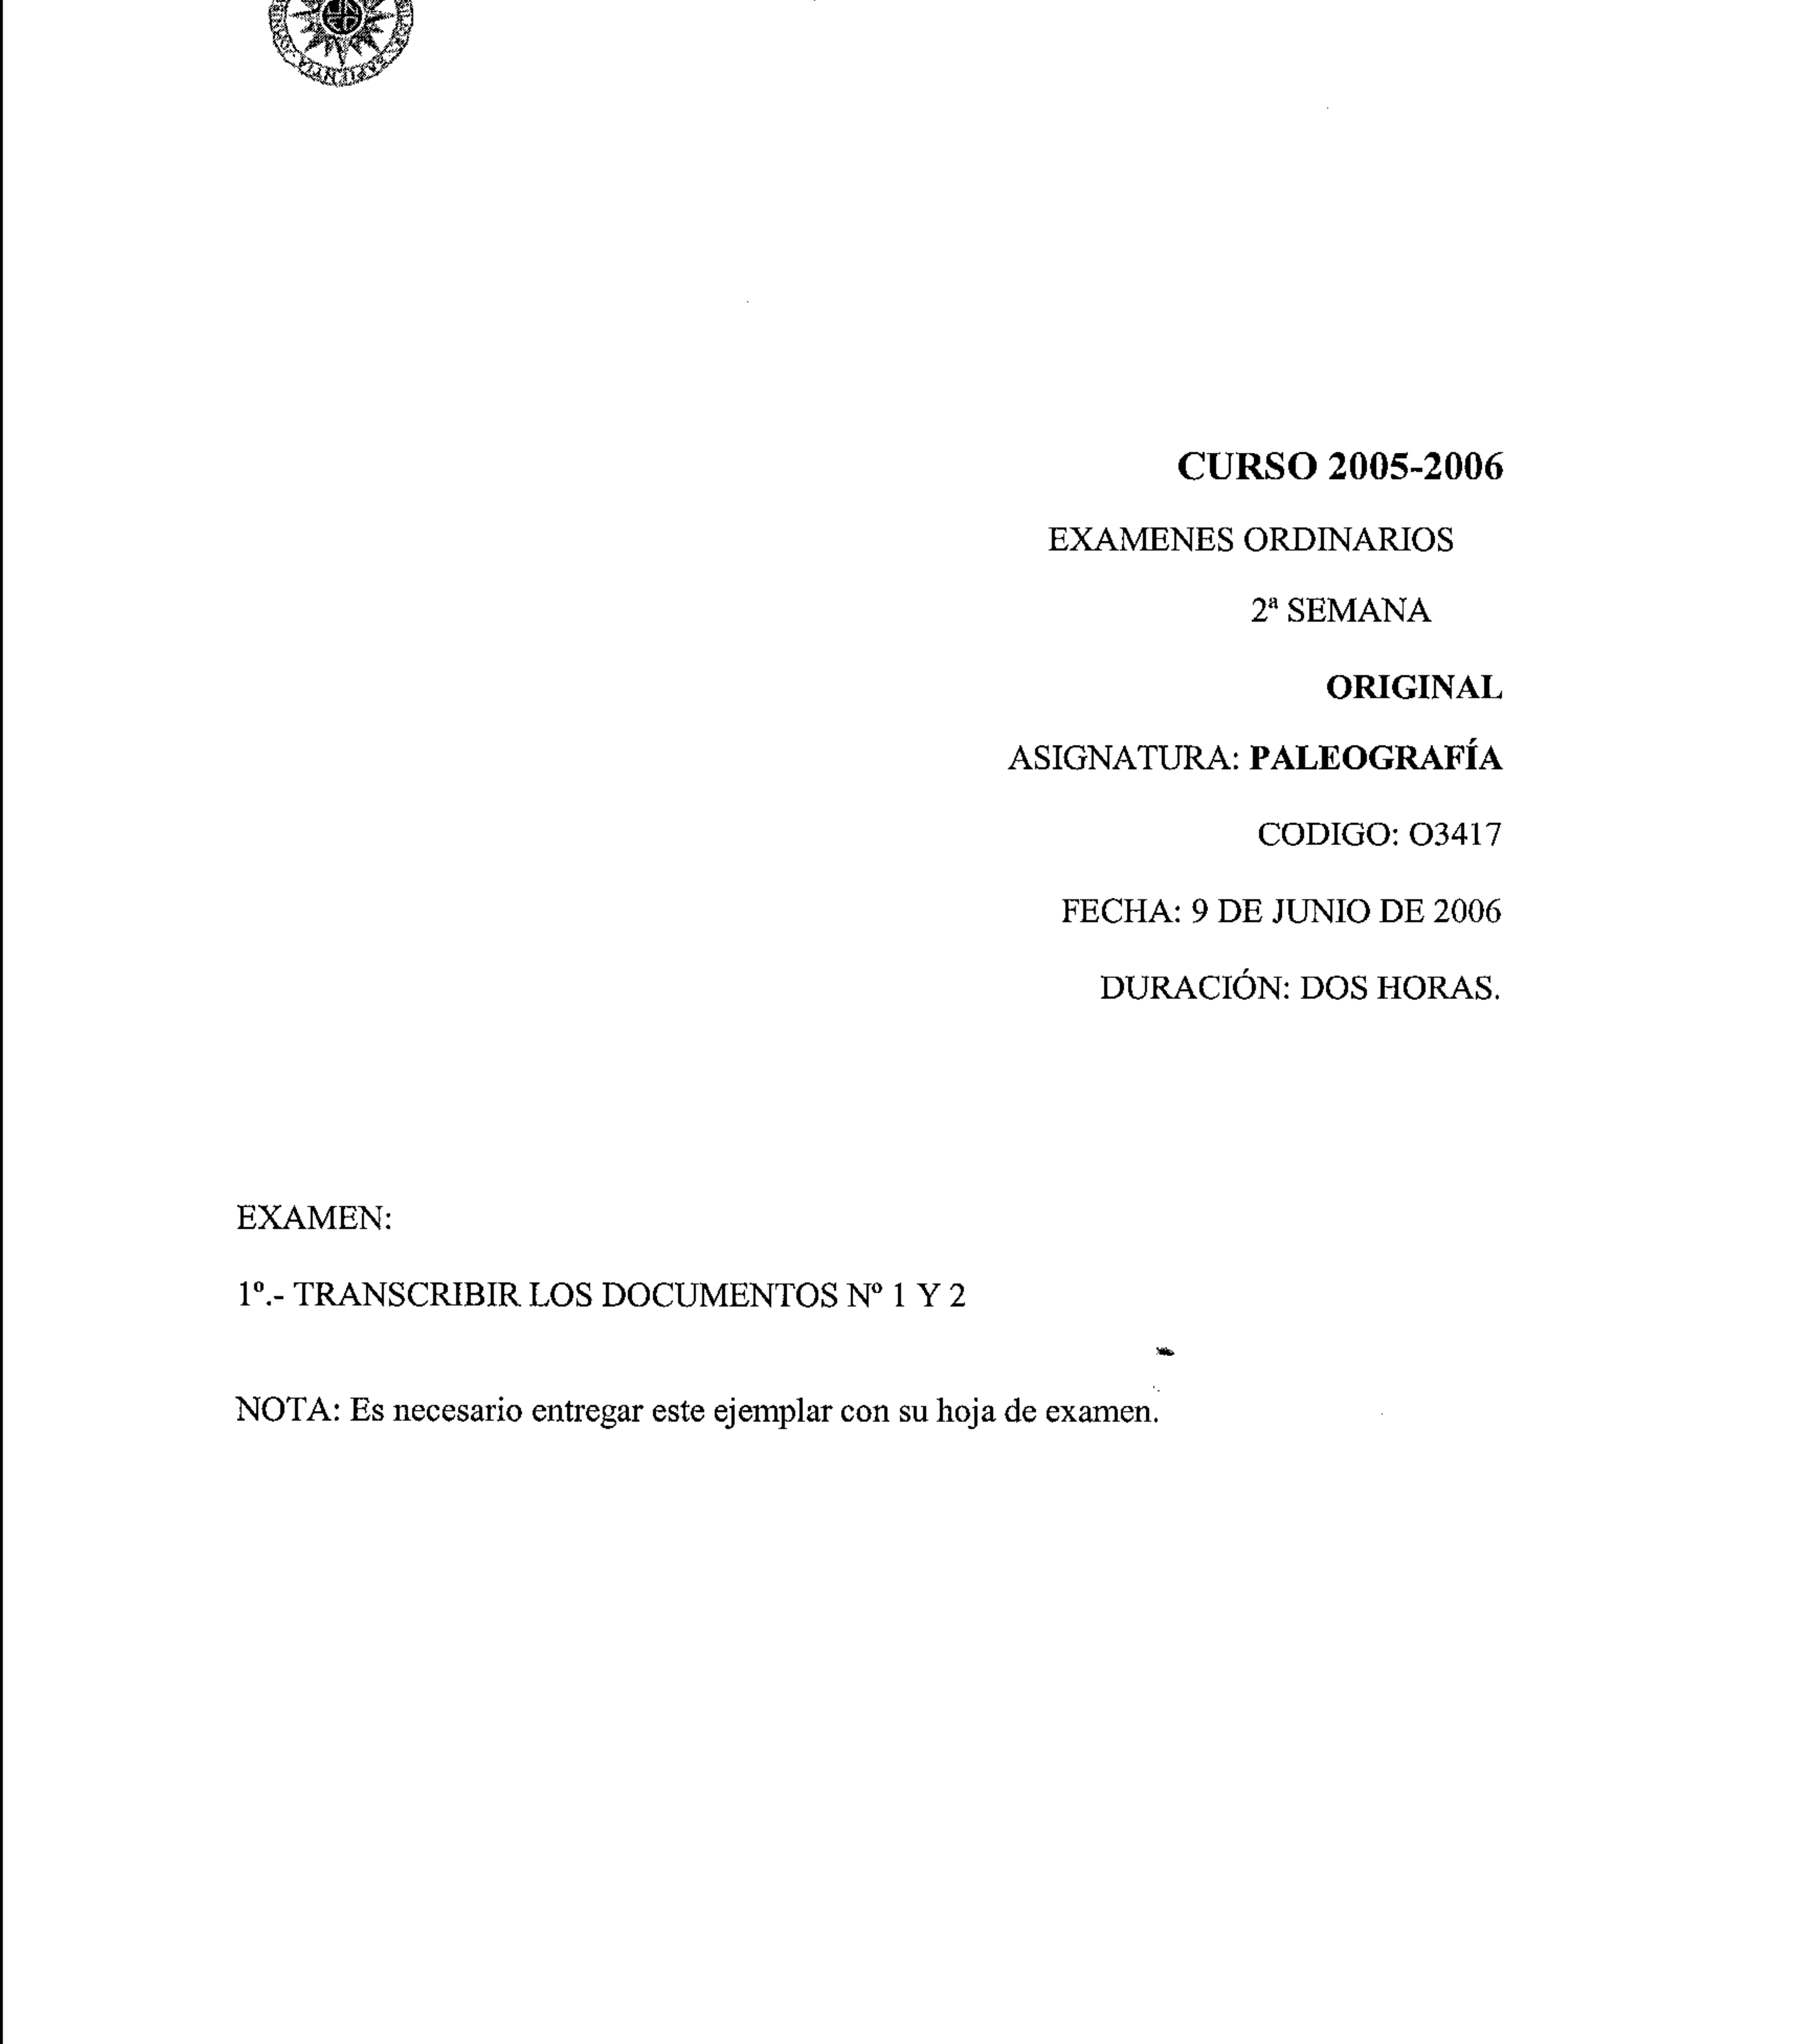 CURSO 2005-2006
EXAMENES ORDINARIOS
2ª SEMANA
ORIGINAL
ASIGNATURA: PALEOGRAFÍA
CODIGO: O3417
FECHA: 9 DE JUNIO DE 2006
DURACIÓN: DOS HORAS.
EXAMEN:
1º.- TRANSCRIBIR LOS DOCUMENTOS Nº 1 Y 2
NOTA: Es necesario entregar este ejemplar con su hoja de examen.